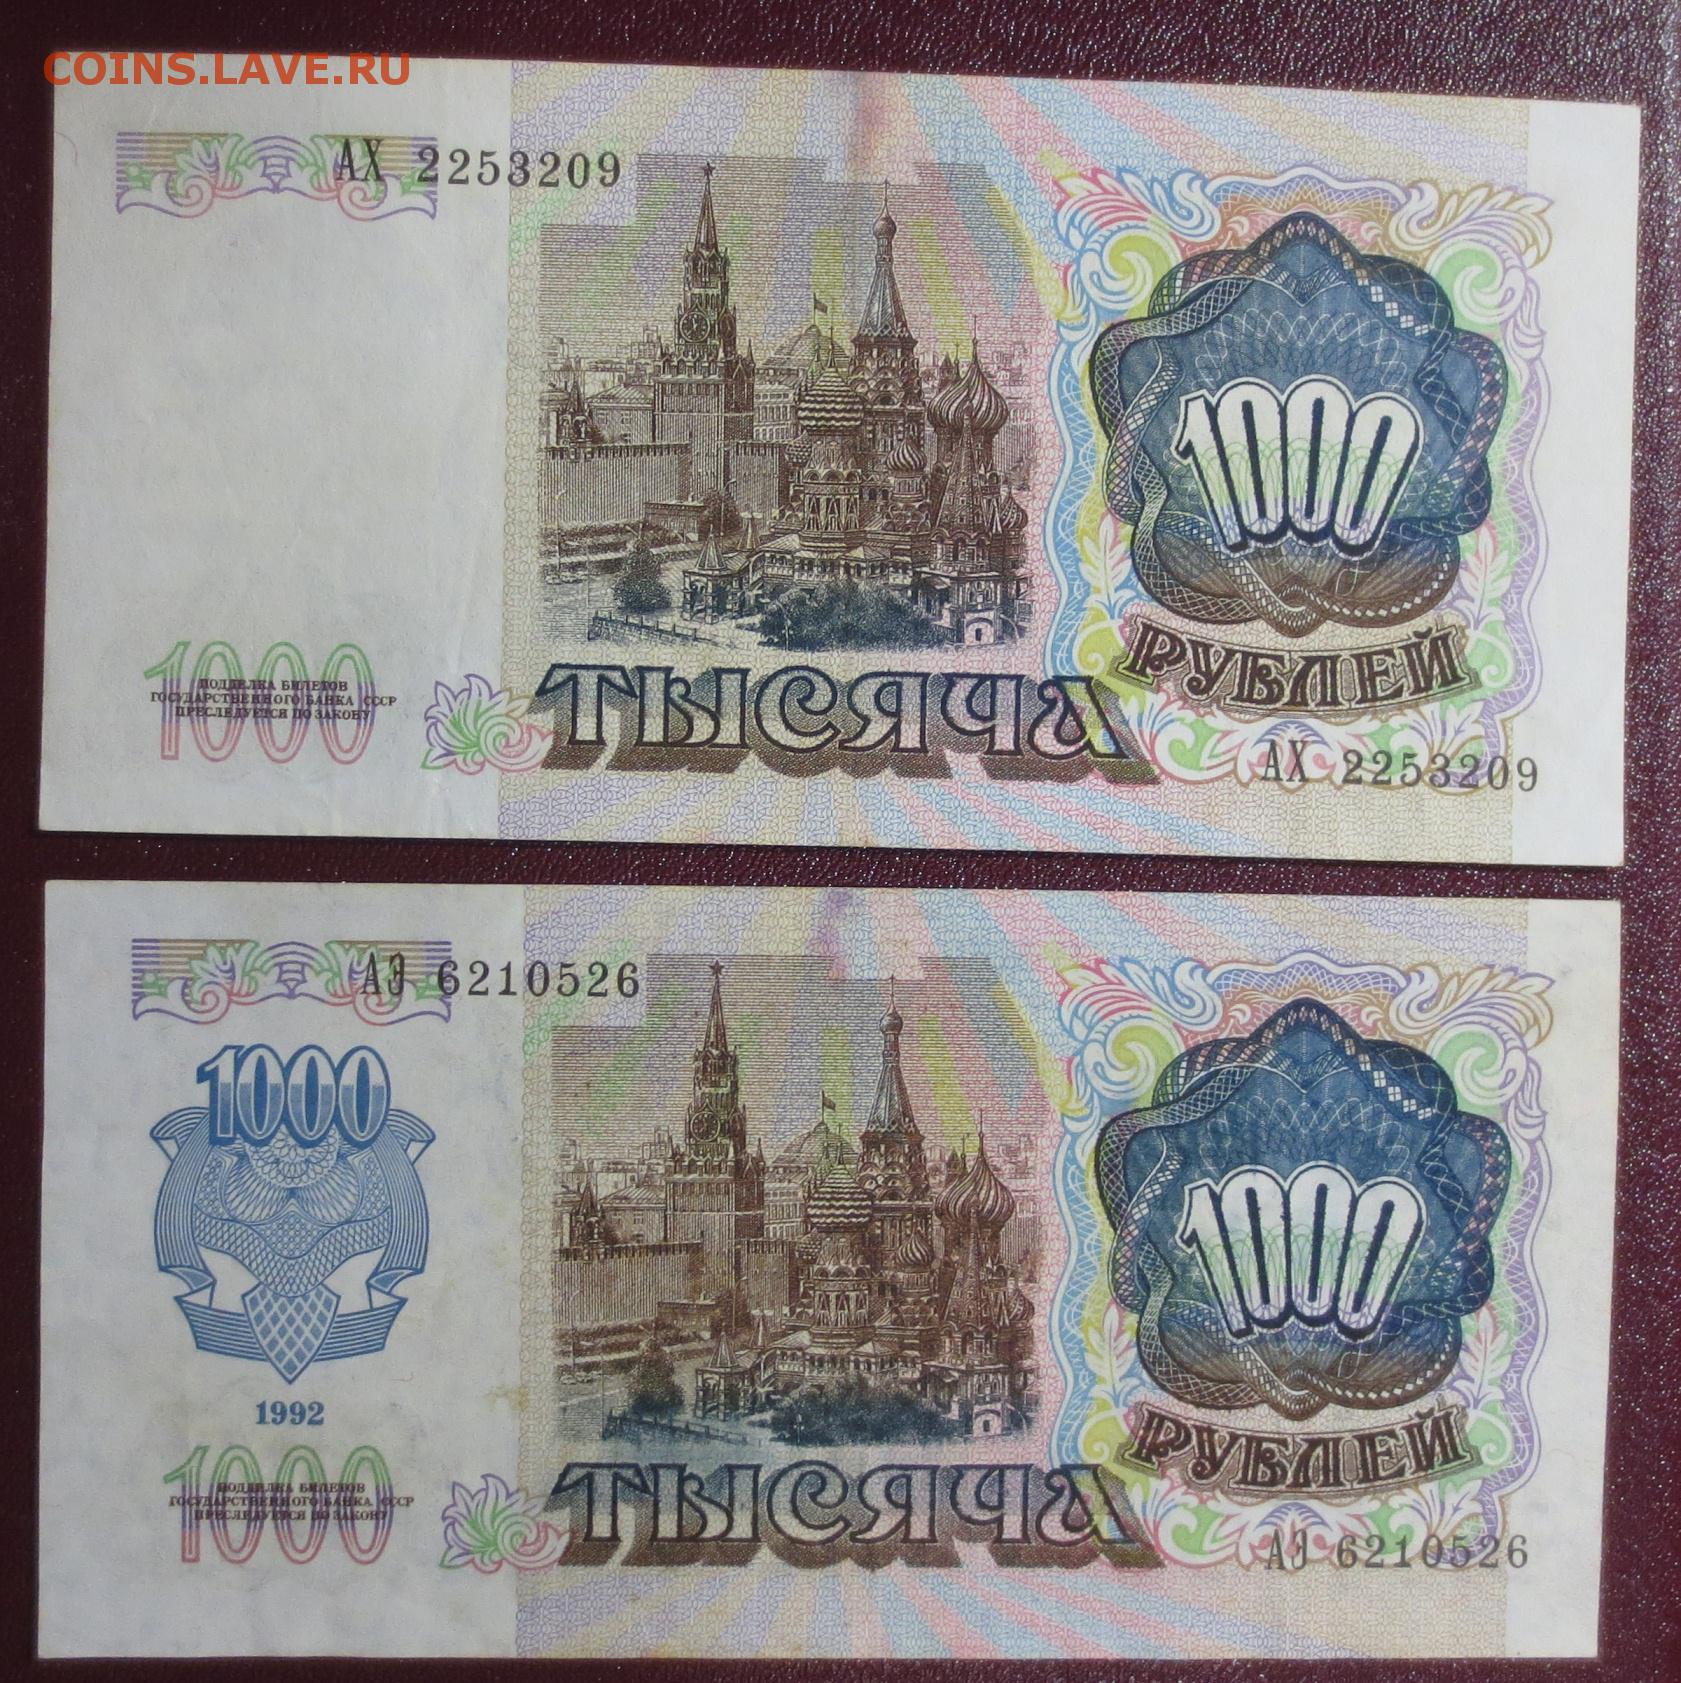 COINS.LAVE.RU
АХ 2253209
1000
1000
ПОДДЕЛКА БИЛЕТОВ
ГОСУДАРСТВЕННОГО БАНКА СССР
ПРЕСЛЕДУЕТСЯ ПО ЗАКОНУ
ТЫСЯЧА
РУБЛЕЙ
АХ 2253209
АЭ 6210526
1000
1000
1992
1000
ПОДДЕЛКА БИЛЕТОВ
ГОСУДАРСТВЕННОГО БАНКА СССР
ПРЕСЛЕДУЕТСЯ ПО ЗАКОНУ
ТЫСЯЧА
РУБЛЕЙ
АЭ 6210526